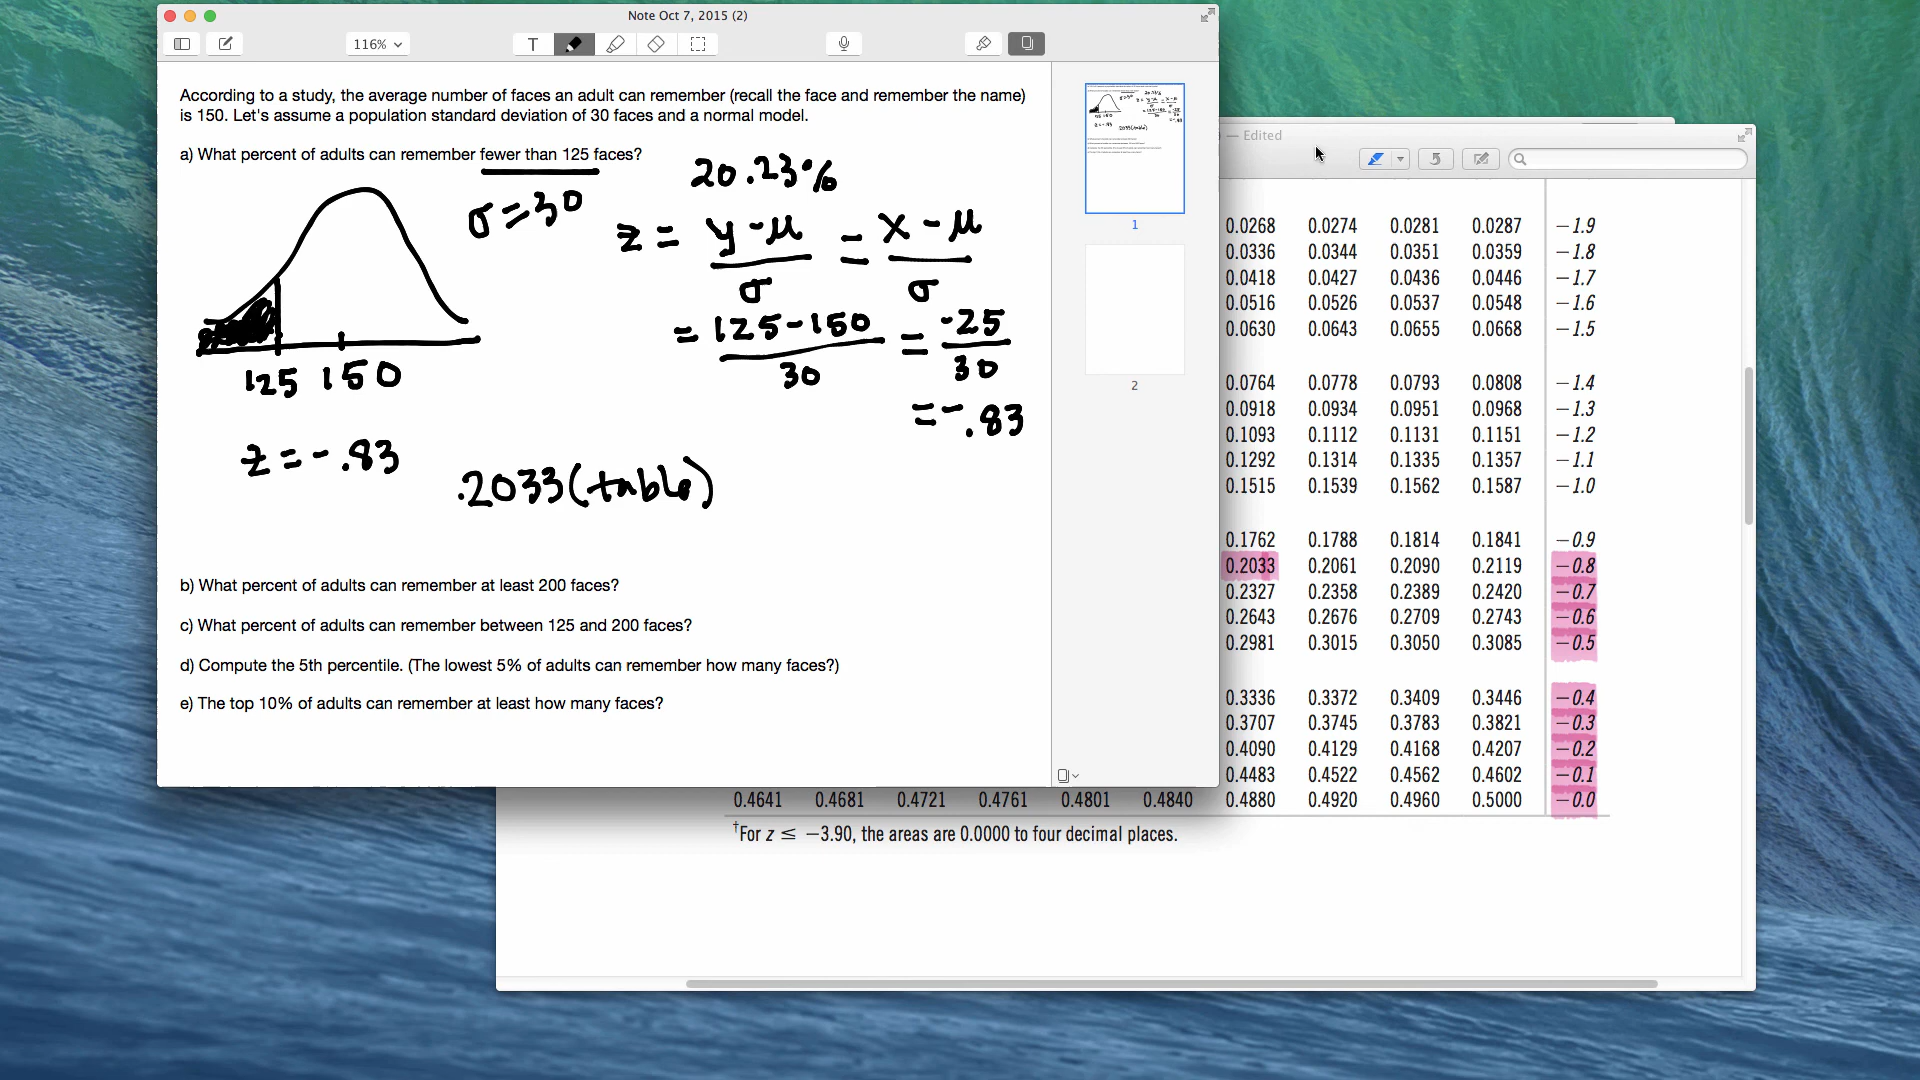 Note Oct 7, 2015 (2)
116%
T
According to a study, the average number of faces an adult can remember (recall the face and remember the name)
is 150. Let's assume a population standard deviation of 30 faces and a normal model.
a) What percent of adults can remember fewer than 125 faces?
20.23%
σ=30
z = y-μ/σ = x-μ/σ
= 125-150/30 = -25/30
= -.83
125 150
z = -.83
.2033(table)
b) What percent of adults can remember at least 200 faces?
c) What percent of adults can remember between 125 and 200 faces?
d) Compute the 5th percentile. (The lowest 5% of adults can remember how many faces?)
e) The top 10% of adults can remember at least how many faces?
1
2
— Edited
0.0268 0.0274 0.0281 0.0287 −1.9
0.0336 0.0344 0.0351 0.0359 −1.8
0.0418 0.0427 0.0436 0.0446 −1.7
0.0516 0.0526 0.0537 0.0548 −1.6
0.0630 0.0643 0.0655 0.0668 −1.5
0.0764 0.0778 0.0793 0.0808 −1.4
0.0918 0.0934 0.0951 0.0968 −1.3
0.1093 0.1112 0.1131 0.1151 −1.2
0.1292 0.1314 0.1335 0.1357 −1.1
0.1515 0.1539 0.1562 0.1587 −1.0
0.1762 0.1788 0.1814 0.1841 −0.9
0.2033 0.2061 0.2090 0.2119 −0.8
0.2327 0.2358 0.2389 0.2420 −0.7
0.2643 0.2676 0.2709 0.2743 −0.6
0.2981 0.3015 0.3050 0.3085 −0.5
0.3336 0.3372 0.3409 0.3446 −0.4
0.3707 0.3745 0.3783 0.3821 −0.3
0.4090 0.4129 0.4168 0.4207 −0.2
0.4483 0.4522 0.4562 0.4602 −0.1
0.4641 0.4681 0.4721 0.4761 0.4801 0.4840 0.4880 0.4920 0.4960 0.5000 −0.0
†For z ≤ −3.90, the areas are 0.0000 to four decimal places.